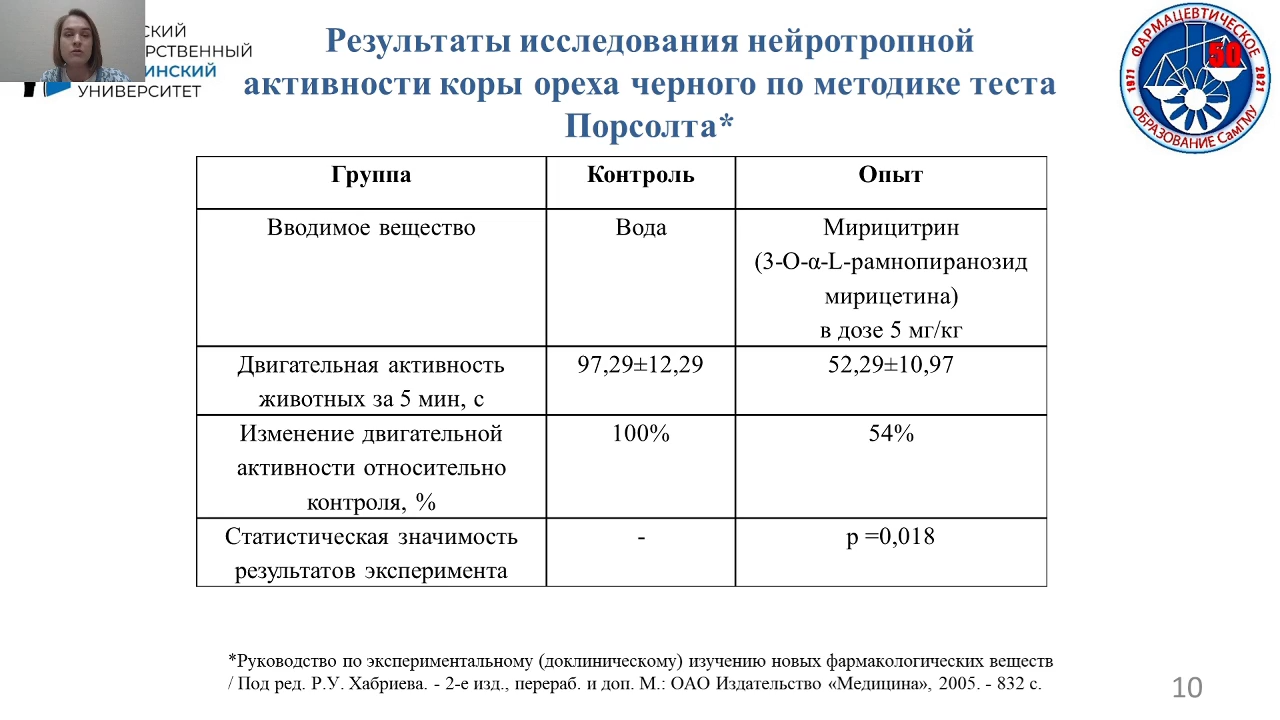 СКИЙ
РСТВЕННЫЙ
ИНСКИЙ
УНИВЕРСИТЕТ
Результаты исследования нейротропной
активности коры ореха черного по методике теста
Порсолта*
ФАРМАЦЕВТИЧЕСКОЕ
50
1971
2021
ОБРАЗОВАНИЕ СамГМУ
Группа Контроль Опыт
Вводимое вещество Вода Мирицитрин
(3-О-α-L-рамнопиранозид
мирицетина)
в дозе 5 мг/кг
Двигательная активность 97,29±12,29 52,29±10,97
животных за 5 мин, с
Изменение двигательной 100% 54%
активности относительно
контроля, %
Статистическая значимость - р =0,018
результатов эксперимента
*Руководство по экспериментальному (доклиническому) изучению новых фармакологических веществ
/ Под ред. Р.У. Хабриева. - 2-е изд., перераб. и доп. М.: ОАО Издательство «Медицина», 2005. - 832 с.
10